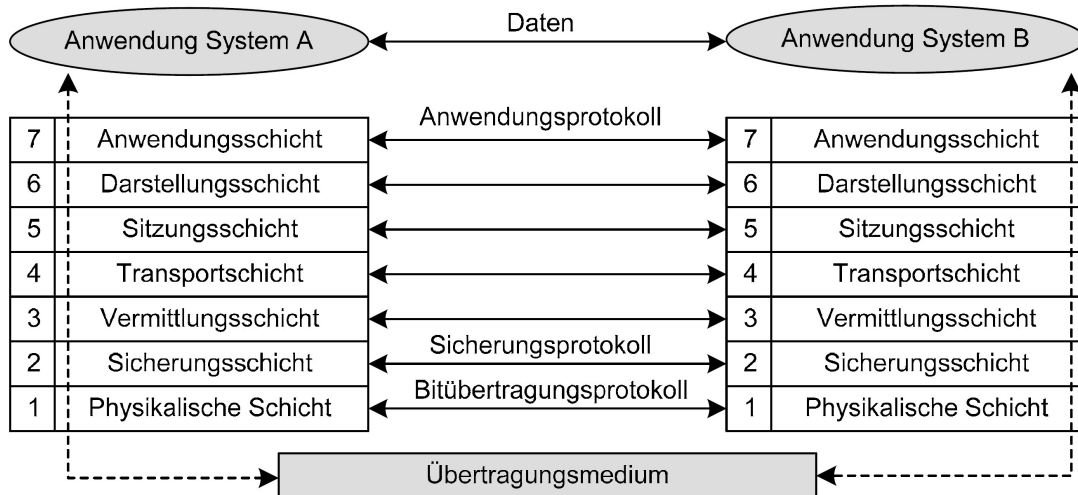 Anwendung System A Daten Anwendung System B
Anwendungsprotokoll
7 Anwendungsschicht 7 Anwendungsschicht
6 Darstellungsschicht 6 Darstellungsschicht
5 Sitzungsschicht 5 Sitzungsschicht
4 Transportschicht 4 Transportschicht
3 Vermittlungsschicht 3 Vermittlungsschicht
Sicherungsprotokoll
2 Sicherungsschicht 2 Sicherungsschicht
Bitübertragungsprotokoll
1 Physikalische Schicht 1 Physikalische Schicht
Übertragungsmedium